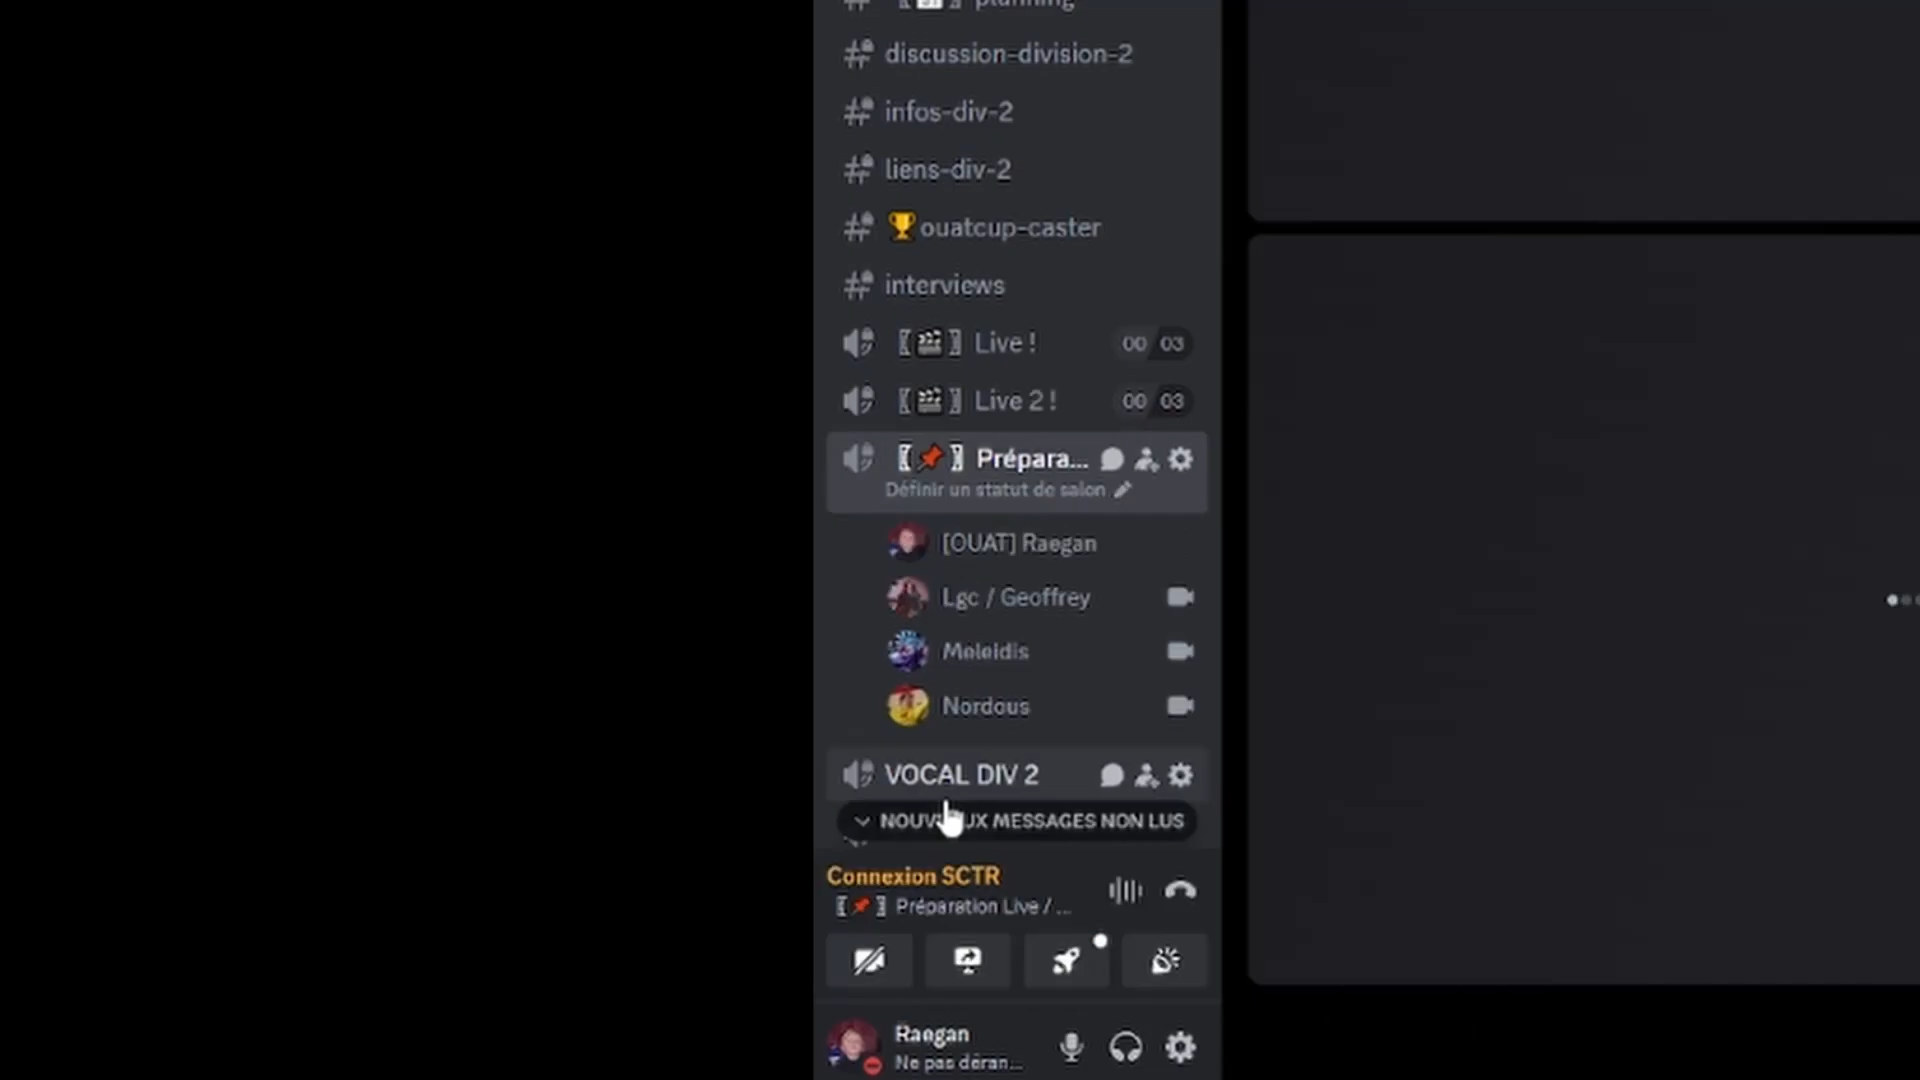 planning
discussion-division-2
infos-div-2
liens-div-2
🏆ouatcup-caster
interviews
Live ! 00 03
Live 2 ! 00 03
Prépara...
Définir un statut de salon
[OUAT] Raegan
Lgc / Geoffrey
Meleidis
Nordous
VOCAL DIV 2
MESSAGES NON LUS
Connexion SCTR
Préparation Live / ...
Raegan
Ne pas déran...